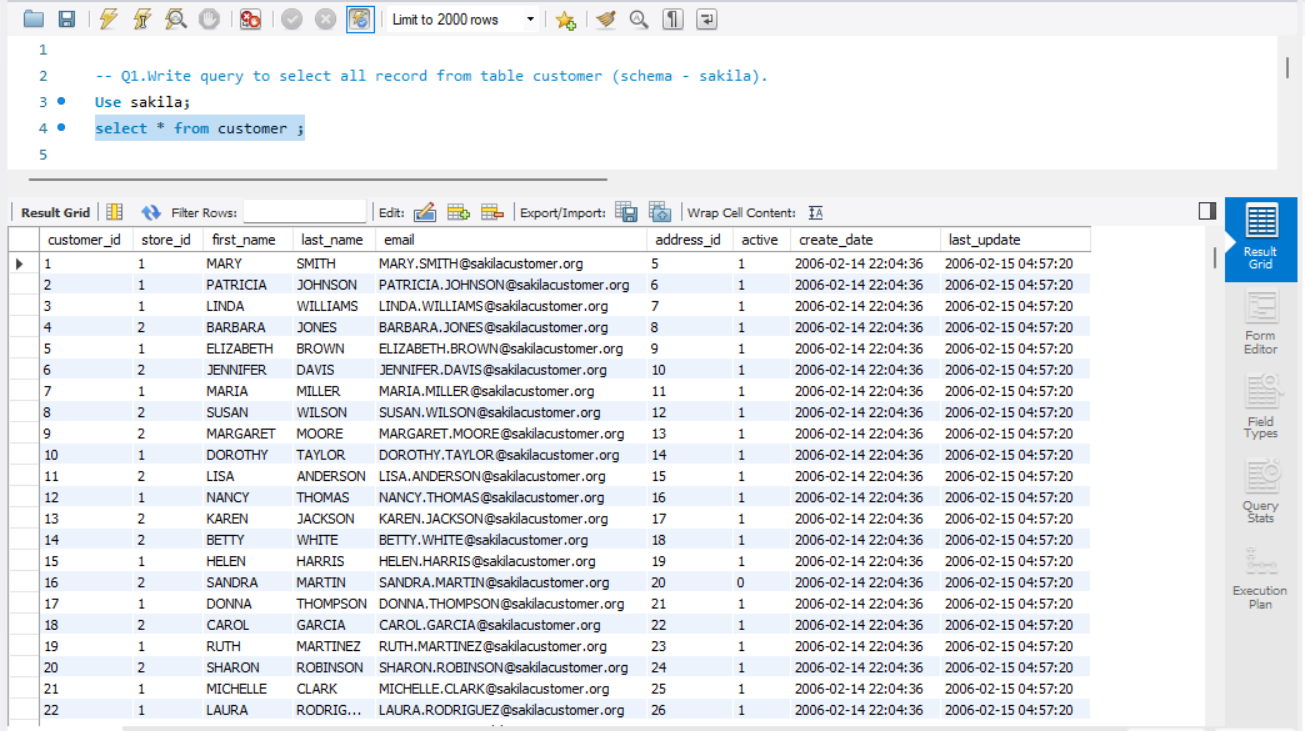 Limit to 2000 rows
1
2 -- Q1.Write query to select all record from table customer (schema - sakila).
3 Use sakila;
4 select * from customer ;
5
Result Grid Filter Rows: Edit: Export/Import: Wrap Cell Content:
customer_id store_id first_name last_name email address_id active create_date last_update
1 1 MARY SMITH MARY.SMITH@sakilacustomer.org 5 1 2006-02-14 22:04:36 2006-02-15 04:57:20
2 1 PATRICIA JOHNSON PATRICIA.JOHNSON@sakilacustomer.org 6 1 2006-02-14 22:04:36 2006-02-15 04:57:20
3 1 LINDA WILLIAMS LINDA.WILLIAMS@sakilacustomer.org 7 1 2006-02-14 22:04:36 2006-02-15 04:57:20
4 2 BARBARA JONES BARBARA.JONES@sakilacustomer.org 8 1 2006-02-14 22:04:36 2006-02-15 04:57:20
5 1 ELIZABETH BROWN ELIZABETH.BROWN@sakilacustomer.org 9 1 2006-02-14 22:04:36 2006-02-15 04:57:20
6 2 JENNIFER DAVIS JENNIFER.DAVIS@sakilacustomer.org 10 1 2006-02-14 22:04:36 2006-02-15 04:57:20
7 1 MARIA MILLER MARIA.MILLER@sakilacustomer.org 11 1 2006-02-14 22:04:36 2006-02-15 04:57:20
8 2 SUSAN WILSON SUSAN.WILSON@sakilacustomer.org 12 1 2006-02-14 22:04:36 2006-02-15 04:57:20
9 2 MARGARET MOORE MARGARET.MOORE@sakilacustomer.org 13 1 2006-02-14 22:04:36 2006-02-15 04:57:20
10 1 DOROTHY TAYLOR DOROTHY.TAYLOR@sakilacustomer.org 14 1 2006-02-14 22:04:36 2006-02-15 04:57:20
11 2 LISA ANDERSON LISA.ANDERSON@sakilacustomer.org 15 1 2006-02-14 22:04:36 2006-02-15 04:57:20
12 1 NANCY THOMAS NANCY.THOMAS@sakilacustomer.org 16 1 2006-02-14 22:04:36 2006-02-15 04:57:20
13 2 KAREN JACKSON KAREN.JACKSON@sakilacustomer.org 17 1 2006-02-14 22:04:36 2006-02-15 04:57:20
14 2 BETTY WHITE BETTY.WHITE@sakilacustomer.org 18 1 2006-02-14 22:04:36 2006-02-15 04:57:20
15 1 HELEN HARRIS HELEN.HARRIS@sakilacustomer.org 19 1 2006-02-14 22:04:36 2006-02-15 04:57:20
16 2 SANDRA MARTIN SANDRA.MARTIN@sakilacustomer.org 20 0 2006-02-14 22:04:36 2006-02-15 04:57:20
17 1 DONNA THOMPSON DONNA.THOMPSON@sakilacustomer.org 21 1 2006-02-14 22:04:36 2006-02-15 04:57:20
18 2 CAROL GARCIA CAROL.GARCIA@sakilacustomer.org 22 1 2006-02-14 22:04:36 2006-02-15 04:57:20
19 1 RUTH MARTINEZ RUTH.MARTINEZ@sakilacustomer.org 23 1 2006-02-14 22:04:36 2006-02-15 04:57:20
20 2 SHARON ROBINSON SHARON.ROBINSON@sakilacustomer.org 24 1 2006-02-14 22:04:36 2006-02-15 04:57:20
21 1 MICHELLE CLARK MICHELLE.CLARK@sakilacustomer.org 25 1 2006-02-14 22:04:36 2006-02-15 04:57:20
22 1 LAURA RODRIG... LAURA.RODRIGUEZ@sakilacustomer.org 26 1 2006-02-14 22:04:36 2006-02-15 04:57:20
Result
Grid
Form
Editor
Field
Types
Query
Stats
Execution
Plan